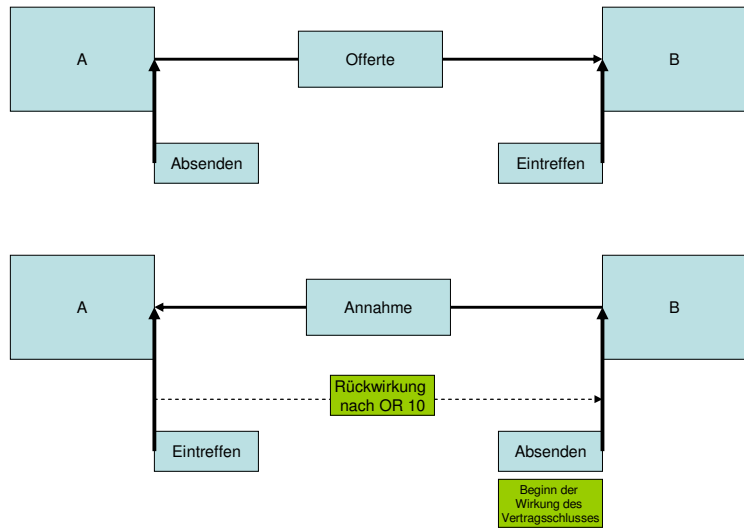 A
Offerte
B
Absenden
Eintreffen
A
Annahme
B
Rückwirkung
nach OR 10
Eintreffen
Absenden
Beginn der
Wirkung des
Vertragsschlusses